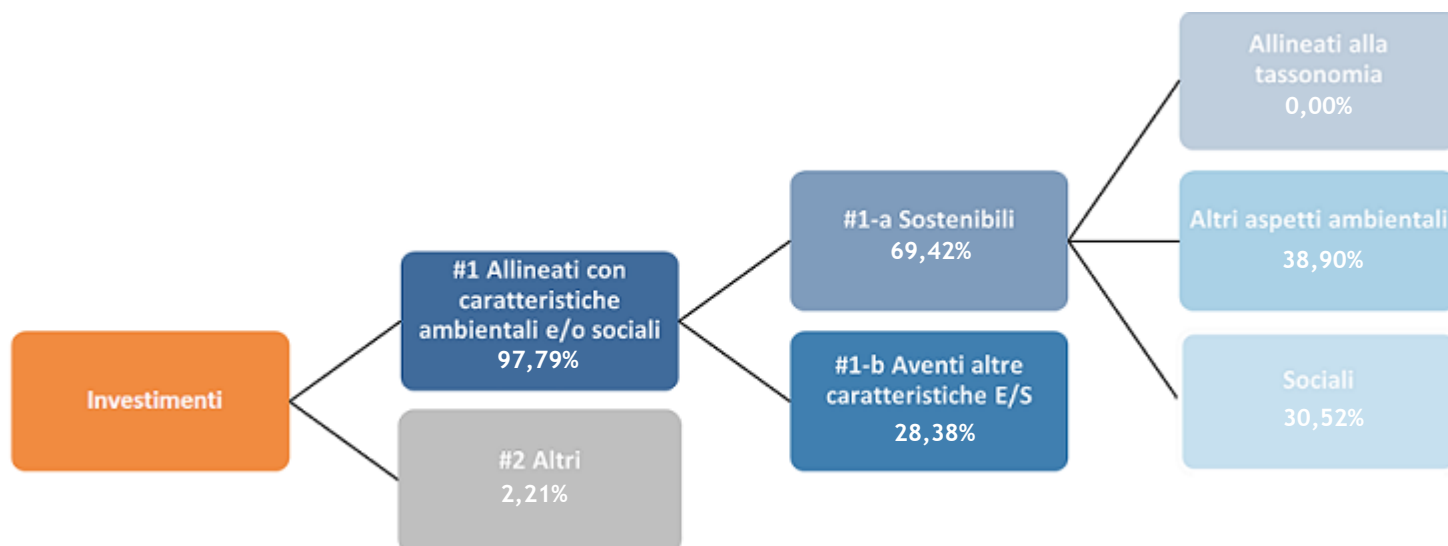 Investimenti
#1 Allineati con
caratteristiche
ambientali e/o sociali
97,79%
#2 Altri
2,21%
#1-a Sostenibili
69,42%
#1-b Aventi altre
caratteristiche E/S
28,38%
Allineati alla
tassonomia
0,00%
Altri aspetti ambientali
38,90%
Sociali
30,52%